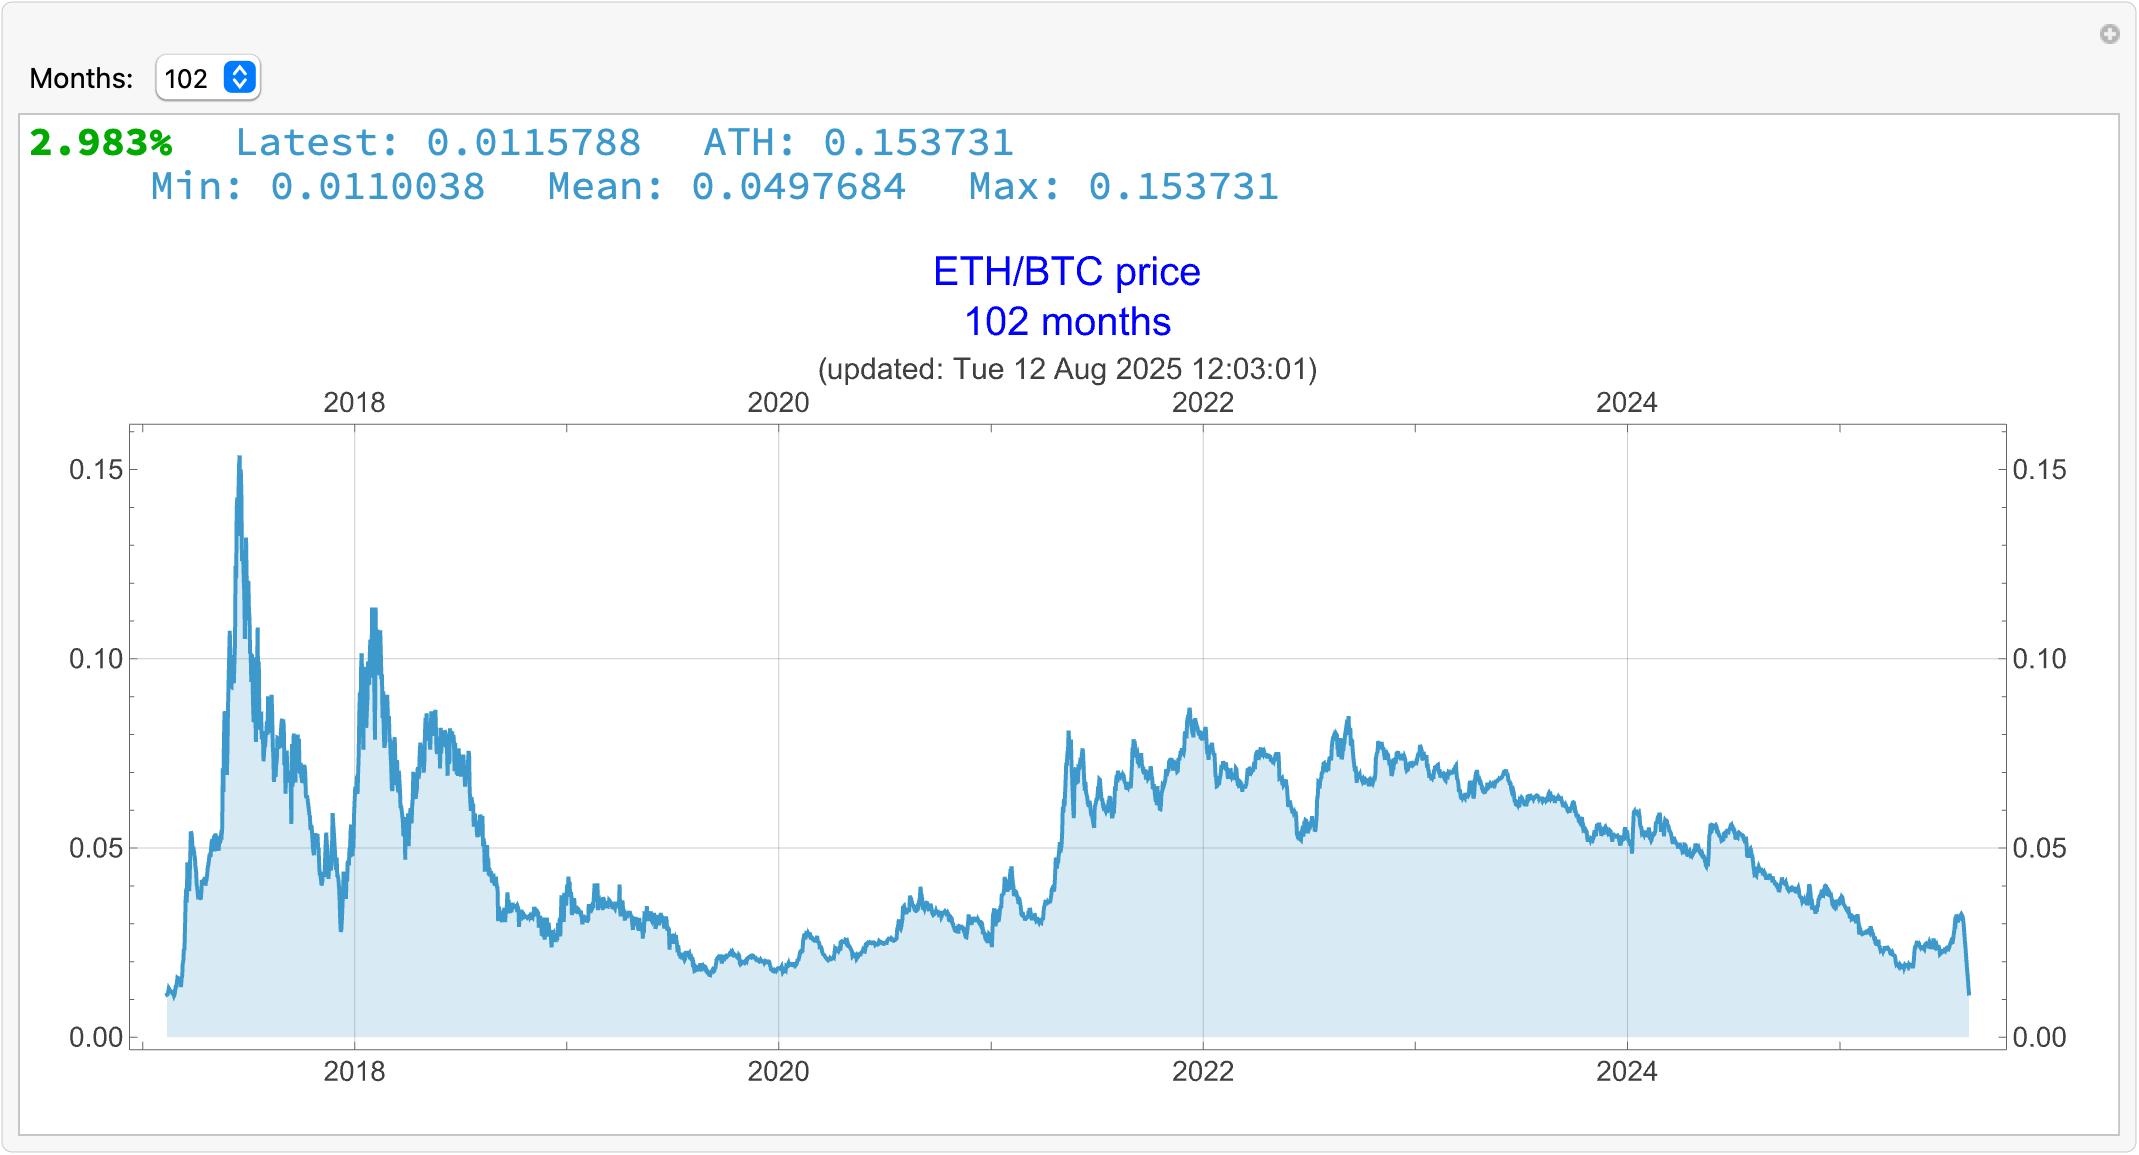 Months: 102
2.983% Latest: 0.0115788 ATH: 0.153731
Min: 0.0110038 Mean: 0.0497684 Max: 0.153731
ETH/BTC price
102 months
(updated: Tue 12 Aug 2025 12:03:01)
2018 2020 2022 2024
0.15 0.15
0.10 0.10
0.05 0.05
0.00 0.00
2018 2020 2022 2024